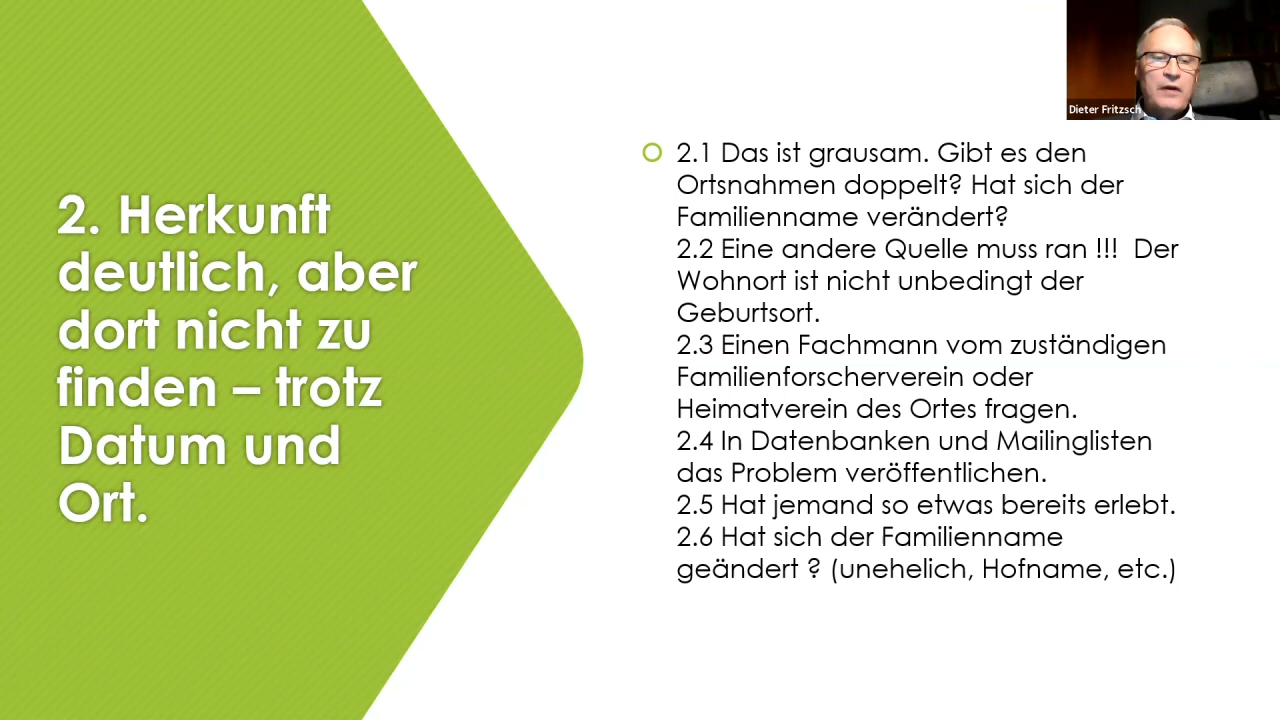 2. Herkunft
deutlich, aber
dort nicht zu
finden – trotz
Datum und
Ort.
2.1 Das ist grausam. Gibt es den
Ortsnahmen doppelt? Hat sich der
Familienname verändert?
2.2 Eine andere Quelle muss ran !!!  Der
Wohnort ist nicht unbedingt der
Geburtsort.
2.3 Einen Fachmann vom zuständigen
Familienforscherverein oder
Heimatverein des Ortes fragen.
2.4 In Datenbanken und Mailinglisten
das Problem veröffentlichen.
2.5 Hat jemand so etwas bereits erlebt.
2.6 Hat sich der Familienname
geändert ? (unehelich, Hofname, etc.)
Dieter Fritzsch